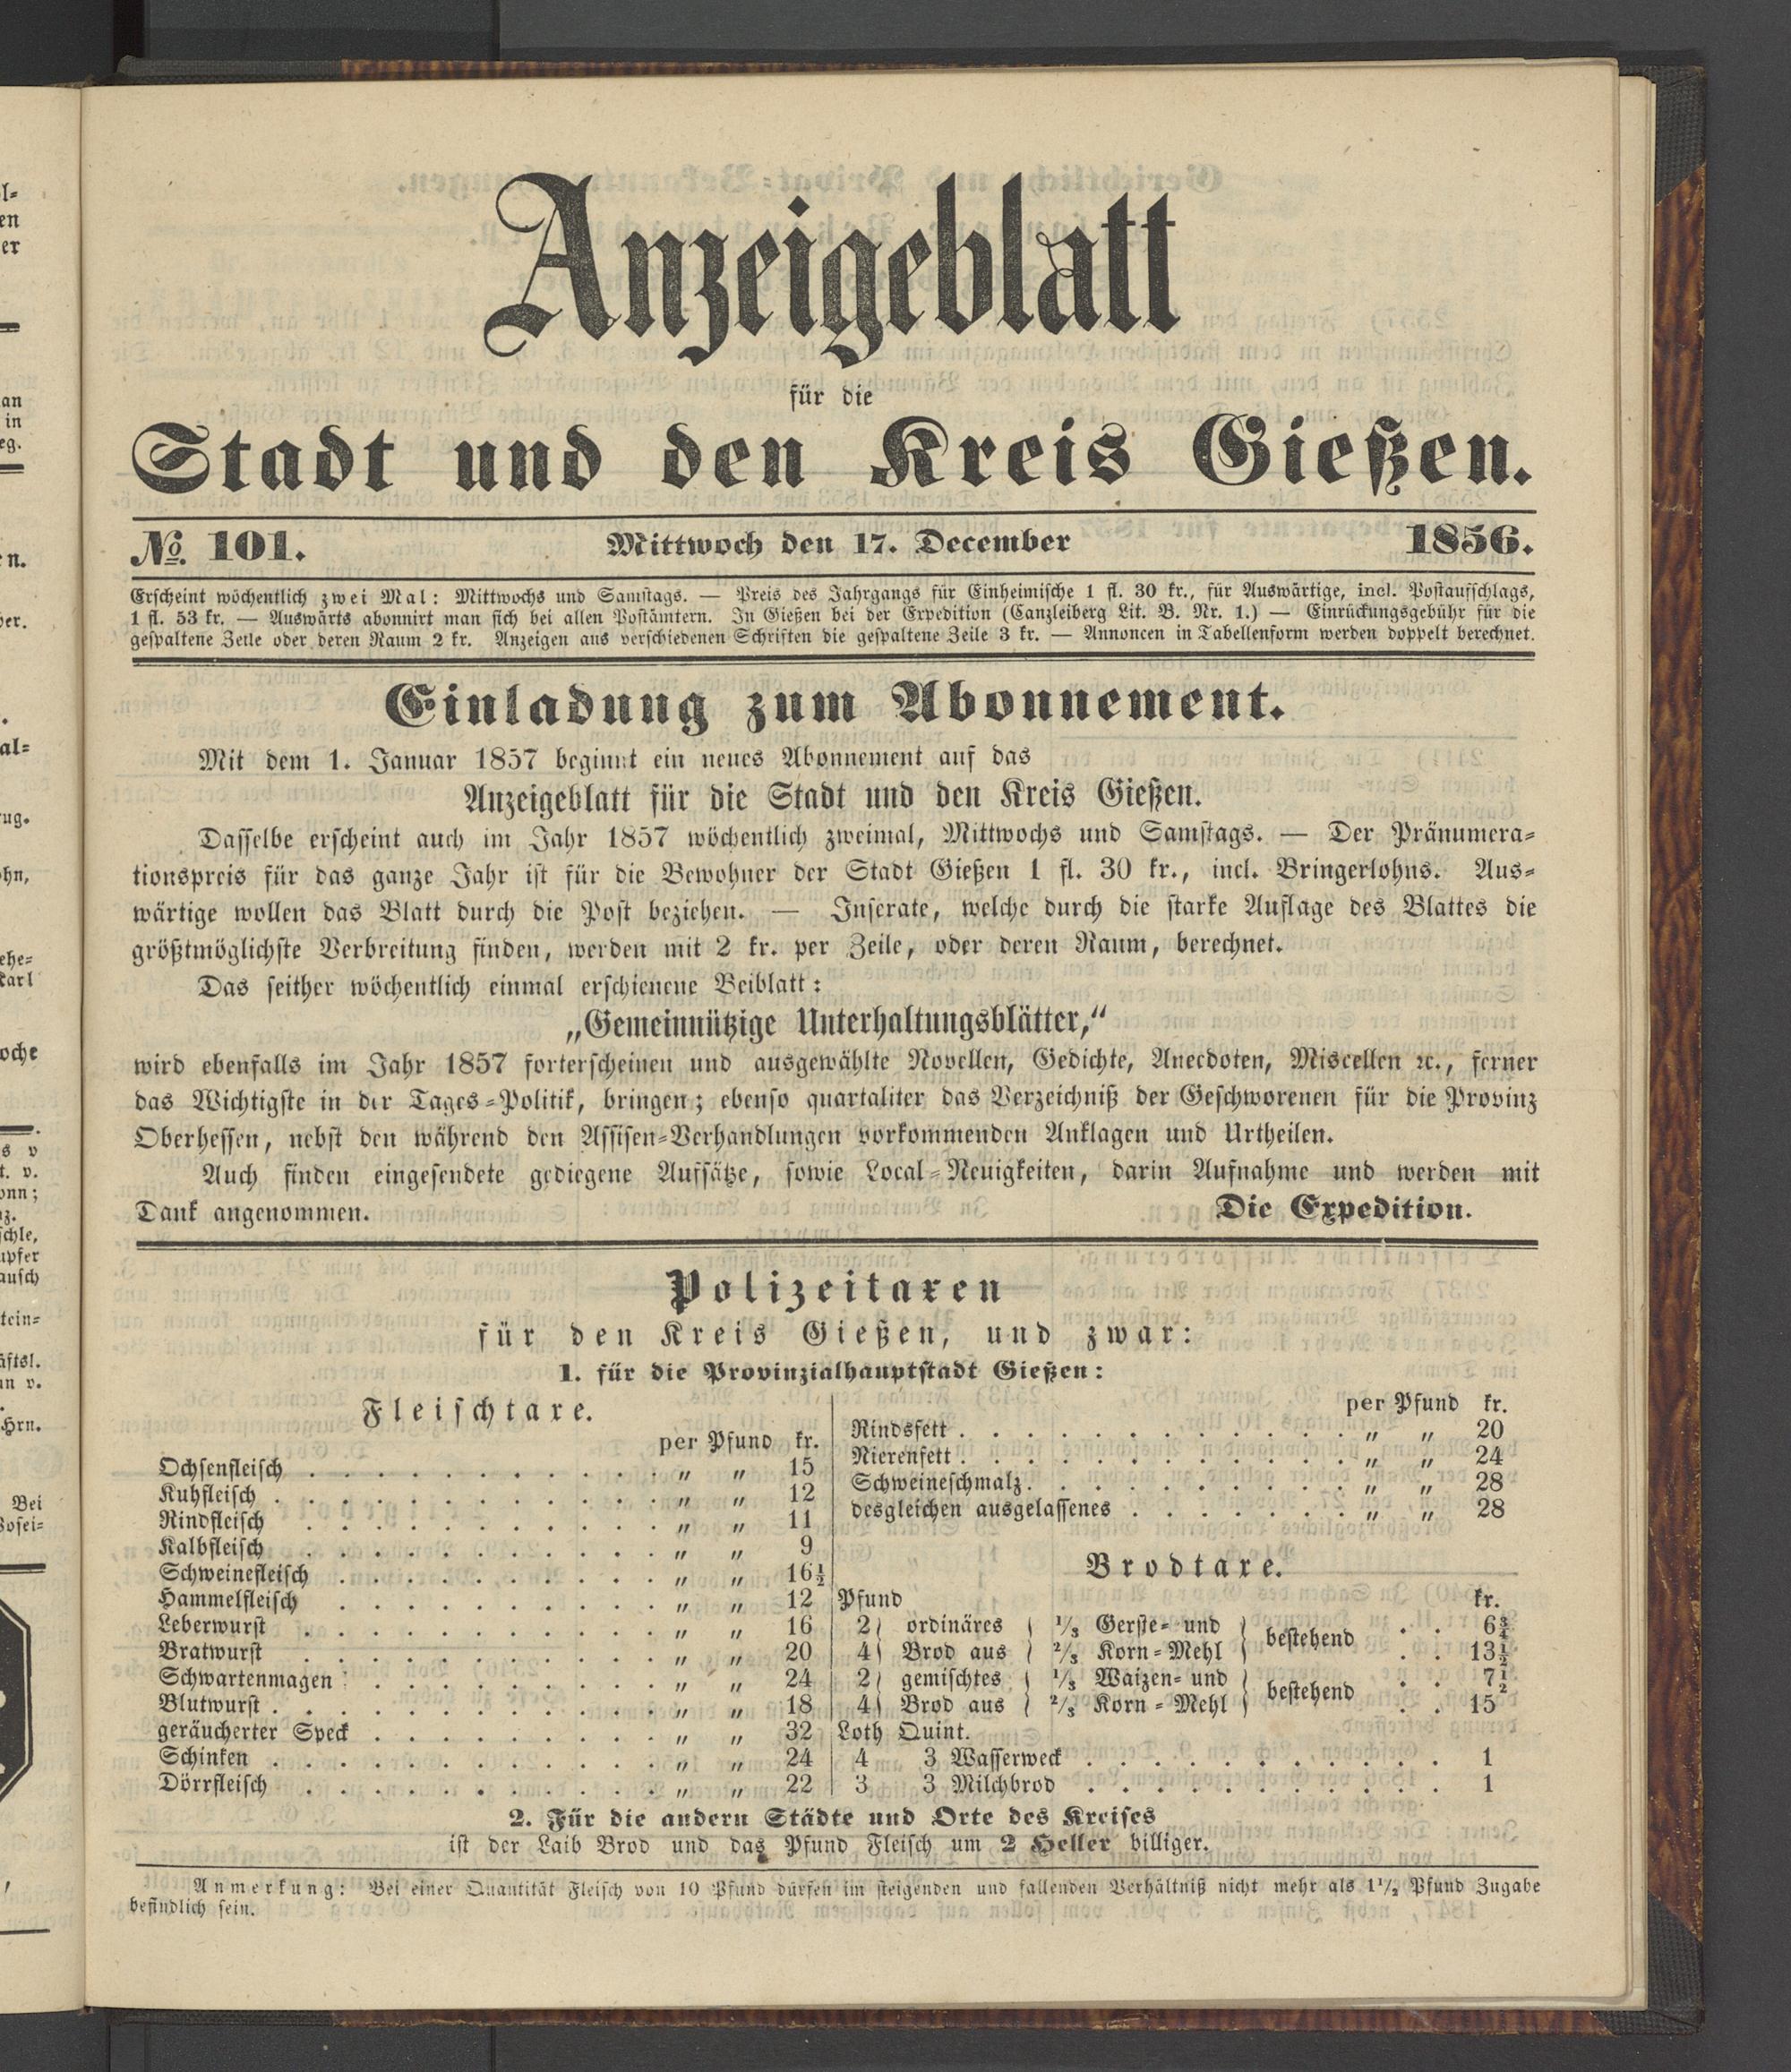 Anzeigeblatt
für die
Stadt und den Kreis Gießen.
No. 101. Mittwoch den 17. December 1856.
Erscheint wöchentlich zwei Mal: Mittwochs und Samstags. — Preis des Jahrgangs für Einheimische 1 fl. 30 kr., für Auswärtige, incl. Postaufschlags,
1 fl. 53 kr. — Auswärts abonnirt man sich bei allen Postämtern. In Gießen bei der Expedition (Canzleiberg Lit. B. Nr. 1.) — Einrückungsgebühr für die
gespaltene Zeile oder deren Raum 2 kr. Anzeigen aus verschiedenen Schriften die gespaltene Zeile 3 kr. — Annoncen in Tabellenform werden doppelt berechnet.
Einladung zum Abonnement.
Mit dem 1. Januar 1857 beginnt ein neues Abonnement auf das
Anzeigeblatt für die Stadt und den Kreis Gießen.
Dasselbe erscheint auch im Jahr 1857 wöchentlich zweimal, Mittwochs und Samstags. — Der Pränumera-
tionspreis für das ganze Jahr ist für die Bewohner der Stadt Gießen 1 fl. 30 kr., incl. Bringerlohns. Aus-
wärtige wollen das Blatt durch die Post beziehen. — Inserate, welche durch die starke Auflage des Blattes die
größtmöglichste Verbreitung finden, werden mit 2 kr. per Zeile, oder deren Raum, berechnet.
Das seither wöchentlich einmal erschienene Beiblatt:
„Gemeinnützige Unterhaltungsblätter,“
wird ebenfalls im Jahr 1857 forterscheinen und ausgewählte Novellen, Gedichte, Anecdoten, Miscellen ꝛc., ferner
das Wichtigste in der Tages-Politik, bringen; ebenso quartaliter das Verzeichniß der Geschworenen für die Provinz
Oberhessen, nebst den während den Assisen-Verhandlungen vorkommenden Anklagen und Urtheilen.
Auch finden eingesendete gediegene Aufsätze, sowie Local-Neuigkeiten, darin Aufnahme und werden mit
Dank angenommen. Die Expedition.
Polizeitaxen
für den Kreis Gießen, und zwar:
1. für die Provinzialhauptstadt Gießen:
Fleischtaxe.
per Pfund kr.
Ochsenfleisch . . . . . . . . . . . „ „ 15
Kuhfleisch . . . . . . . . . . . . „ „ 12
Rindfleisch . . . . . . . . . . . „ „ 11
Kalbfleisch . . . . . . . . . . . „ „ 9
Schweinefleisch . . . . . . . . . . „ „ 16½
Hammelfleisch . . . . . . . . . . „ „ 12
Leberwurst . . . . . . . . . . . „ „ 16
Bratwurst . . . . . . . . . . . „ „ 20
Schwartenmagen . . . . . . . . . . „ „ 24
Blutwurst . . . . . . . . . . . . „ „ 18
geräucherter Speck . . . . . . . . . „ „ 32
Schinken . . . . . . . . . . . . „ „ 24
Dörrfleisch . . . . . . . . . . . „ „ 22
per Pfund kr.
Rindsfett . . . . . . . . . . . . „ „ 20
Nierenfett . . . . . . . . . . . . „ „ 24
Schweineschmalz . . . . . . . . . . „ „ 28
desgleichen ausgelassenes . . . . . . . „ „ 28
Brodtaxe.
Pfund kr.
2 ordinäres ⅓ Gerste- und bestehend . . 6¾
4 Brod aus ⅔ Korn-Mehl . . 13½
2 gemischtes ⅓ Waizen- und bestehend . . 7½
4 Brod aus ⅔ Korn-Mehl . . 15
Loth Quint.
4 3 Wasserweck . . . . . . . . . . . 1
3 3 Milchbrod . . . . . . . . . . . 1
2. Für die andern Städte und Orte des Kreises
ist der Laib Brod und das Pfund Fleisch um 2 Heller billiger.
Anmerkung: Bei einer Quantität Fleisch von 10 Pfund dürfen im steigenden und fallenden Verhältniß nicht mehr als 1½ Pfund Zugabe
befindlich sein.